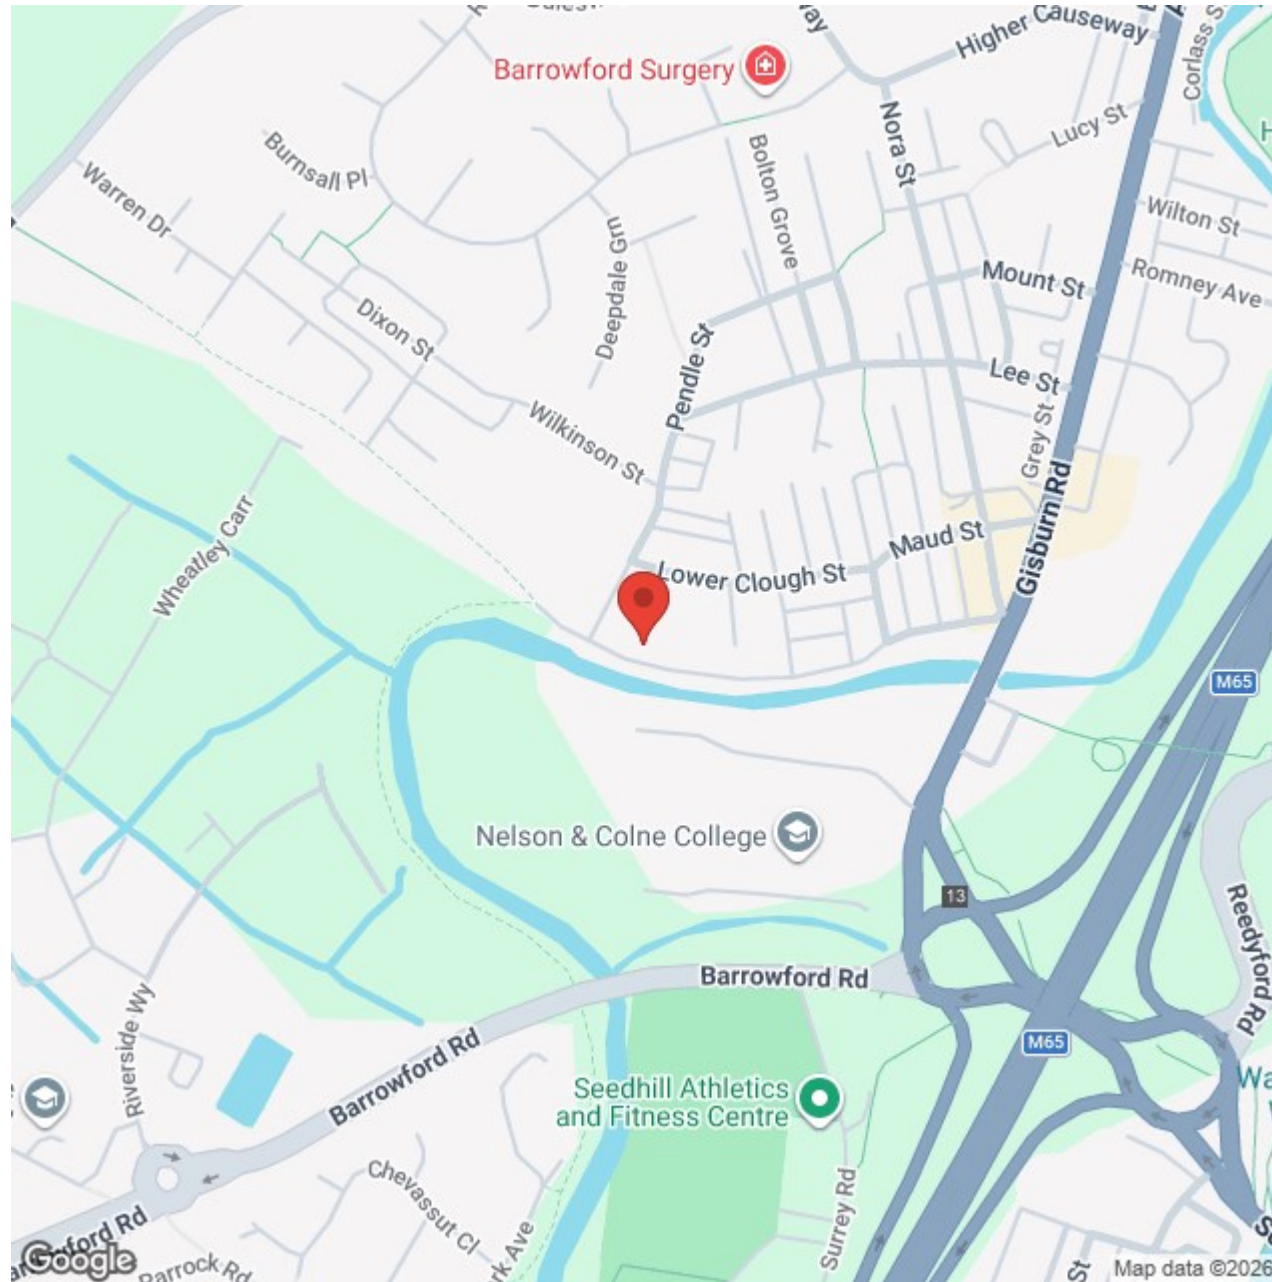 Higher Causeway
Corlass S
Barrowford Surgery
Lucy St
Nora St
Burnsall Pl
Bolton Grove
Warren Dr
Wilton St
Deepdale Grn
Mount St
Romney Ave
Dixon St
Pendle St
Lee St
Wilkinson St
Grey St
Gisburn Rd
Wheatley Carr
Maud St
Lower Clough St
M65
Nelson & Colne College
13
Reedyford Rd
Barrowford Rd
Riverside Wy
M65
Barrowford Rd
Seedhill Athletics
and Fitness Centre
Chevassut Cl
Surrey Rd
Google
Parrock Rd
Map data ©2026